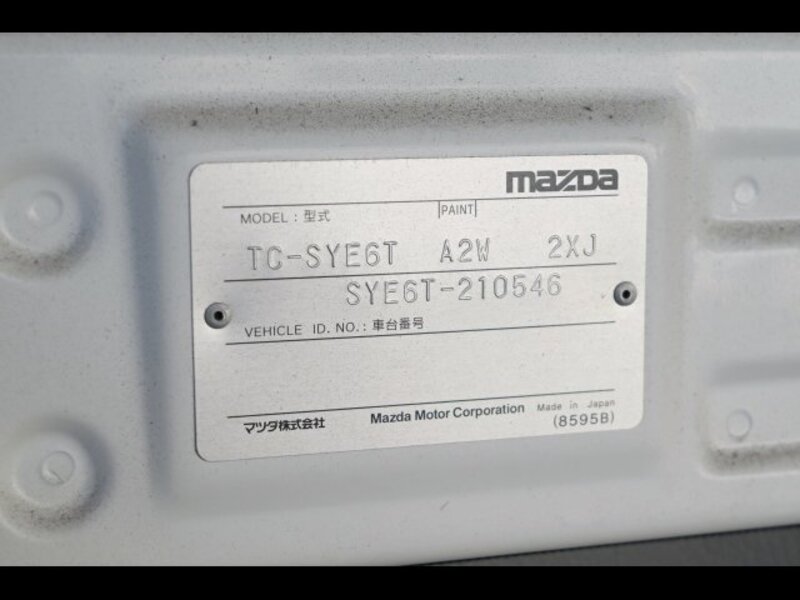 mazda
MODEL : 型式 PAINT
TC-SYE6T A2W 2XJ
SYE6T-210546
VEHICLE ID. NO. : 車台番号
マツダ株式会社 Mazda Motor Corporation Made in Japan
(8595B)